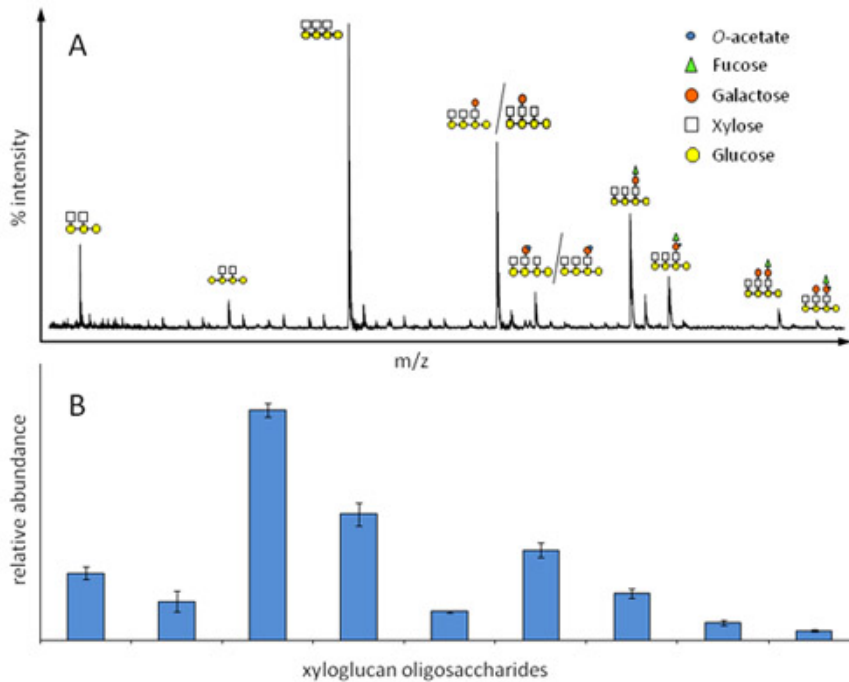 A
O-acetate
Fucose
Galactose
Xylose
Glucose
% intensity
m/z
B
relative abundance
xyloglucan oligosaccharides